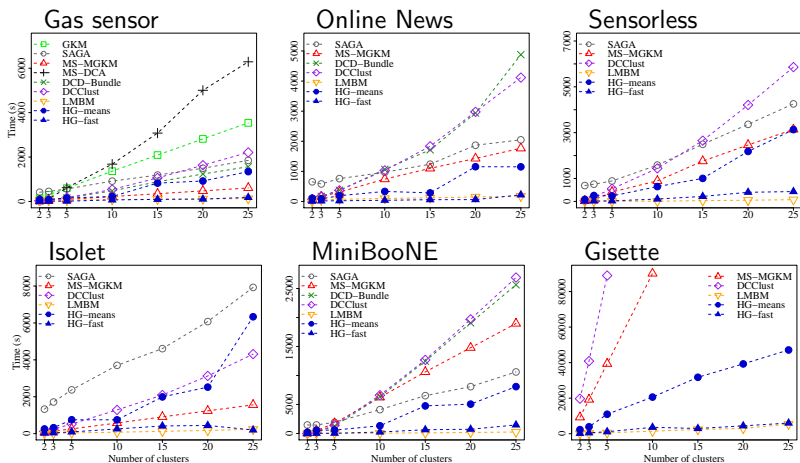 Gas sensor
Online News
Sensorless
GKM
SAGA
MS−MGKM
MS−DCA
DCD−Bundle
DCClust
LMBM
HG−means
HG−fast
Time (s)
0
2000
4000
6000
2 3 5 10 15 20 25
SAGA
MS−MGKM
DCD−Bundle
DCClust
LMBM
HG−means
HG−fast
0
1000
2000
3000
4000
5000
2 3 5 10 15 20 25
SAGA
MS−MGKM
DCClust
LMBM
HG−means
HG−fast
0
1000
3000
5000
7000
2 3 5 10 15 20 25
Isolet
MiniBooNE
Gisette
SAGA
MS−MGKM
DCClust
LMBM
HG−means
HG−fast
Time (s)
0
2000
4000
6000
8000
2 3 5 10 15 20 25
Number of clusters
SAGA
MS−MGKM
DCD−Bundle
DCClust
LMBM
HG−means
HG−fast
0
5000
15000
25000
2 3 5 10 15 20 25
Number of clusters
MS−MGKM
DCClust
LMBM
HG−means
HG−fast
0
20000
40000
60000
80000
2 3 5 10 15 20 25
Number of clusters